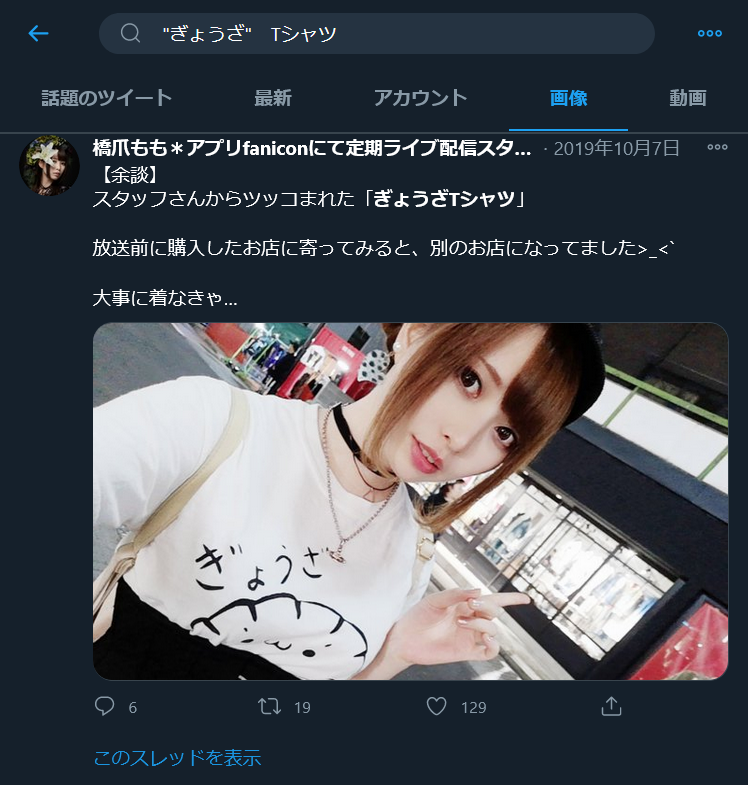 "ぎょうざ"　Tシャツ
話題のツイート
最新
アカウント
画像
動画
橋爪もも＊アプリfaniconにて定期ライブ配信スタ... · 2019年10月7日
【余談】
スタッフさんからツッコまれた「ぎょうざTシャツ」
放送前に購入したお店に寄ってみると、別のお店になってました>_<`
大事に着なきゃ...
ぎょうざ
6
19
129
このスレッドを表示